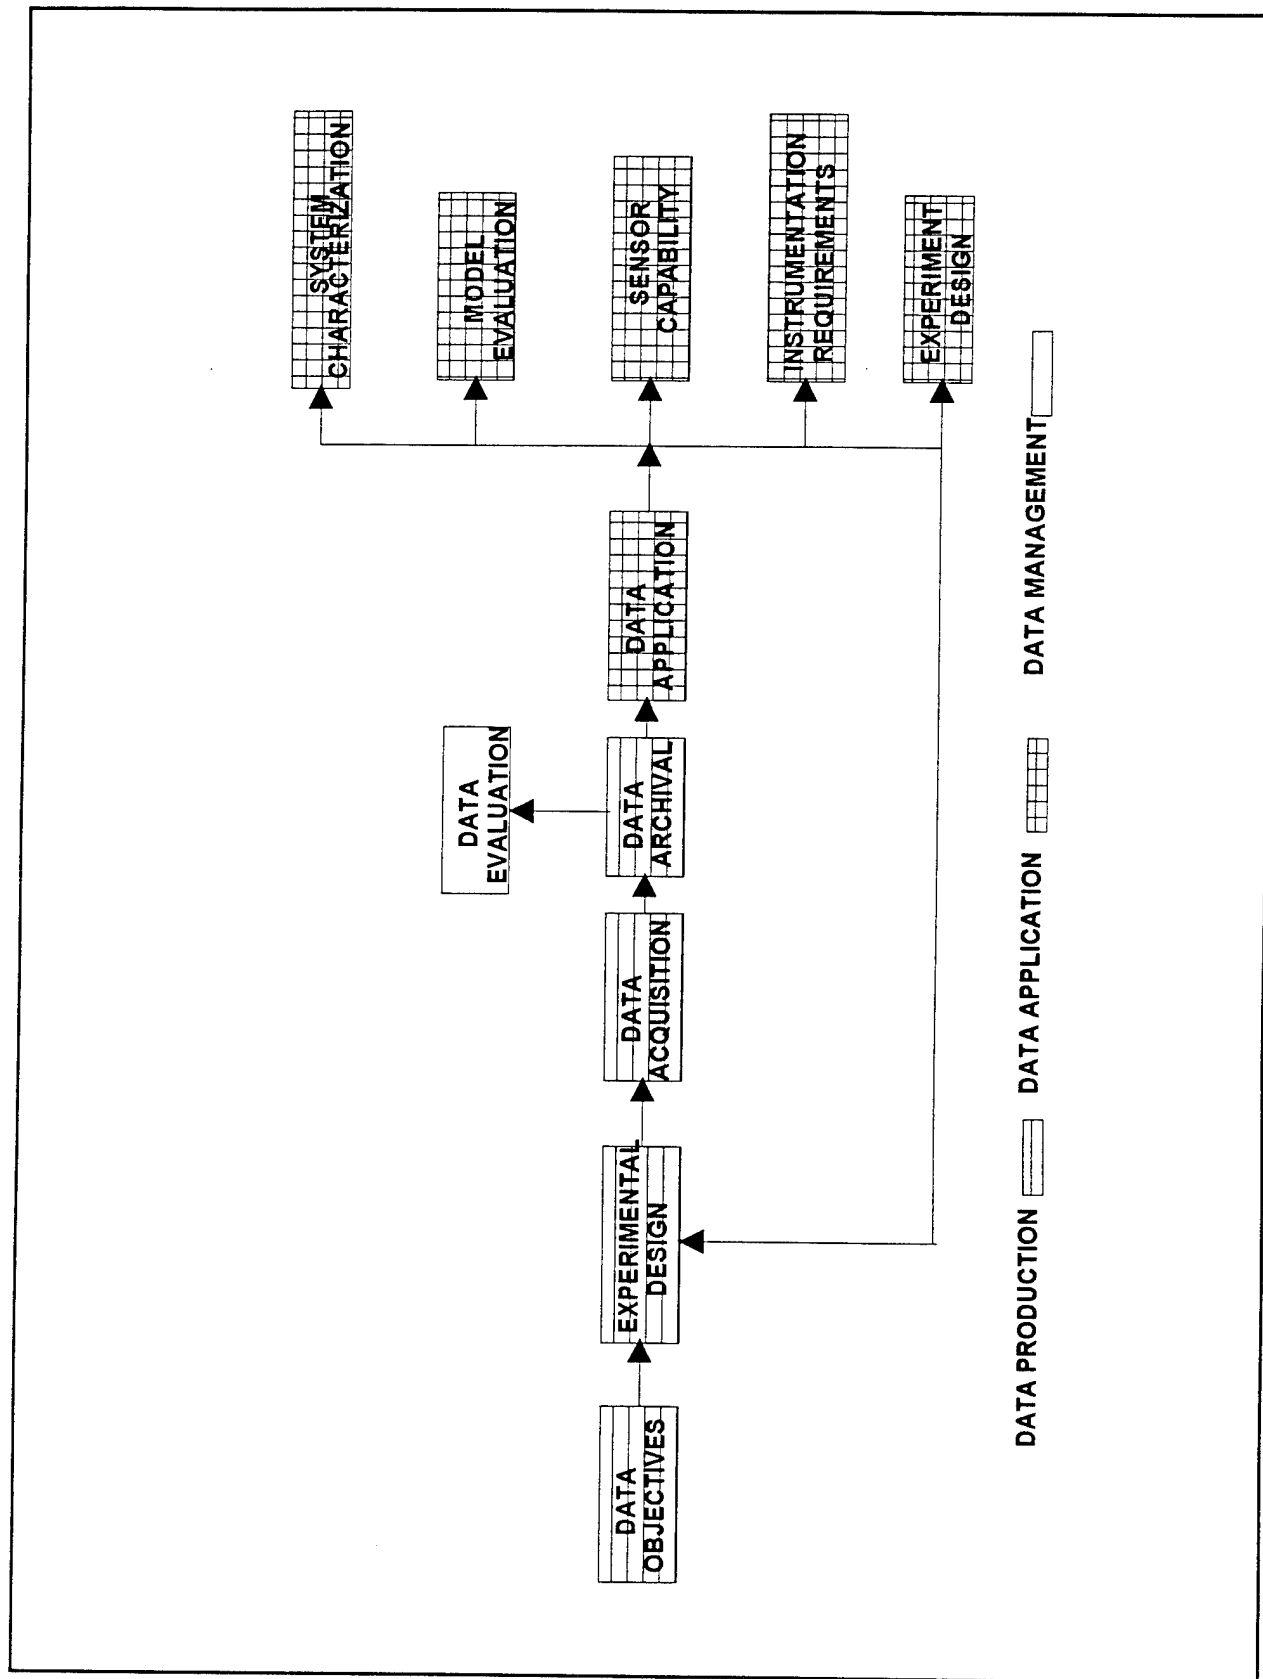 DATA
OBJECTIVES
EXPERIMENTAL
DESIGN
DATA
ACQUISITION
DATA
ARCHIVAL
DATA
EVALUATION
DATA
APPLICATION
SYSTEM
CHARACTERIZATION
MODEL
EVALUATION
SENSOR
CAPABILITY
INSTRUMENTATION
REQUIREMENTS
EXPERIMENT
DESIGN
DATA PRODUCTION
DATA APPLICATION
DATA MANAGEMENT